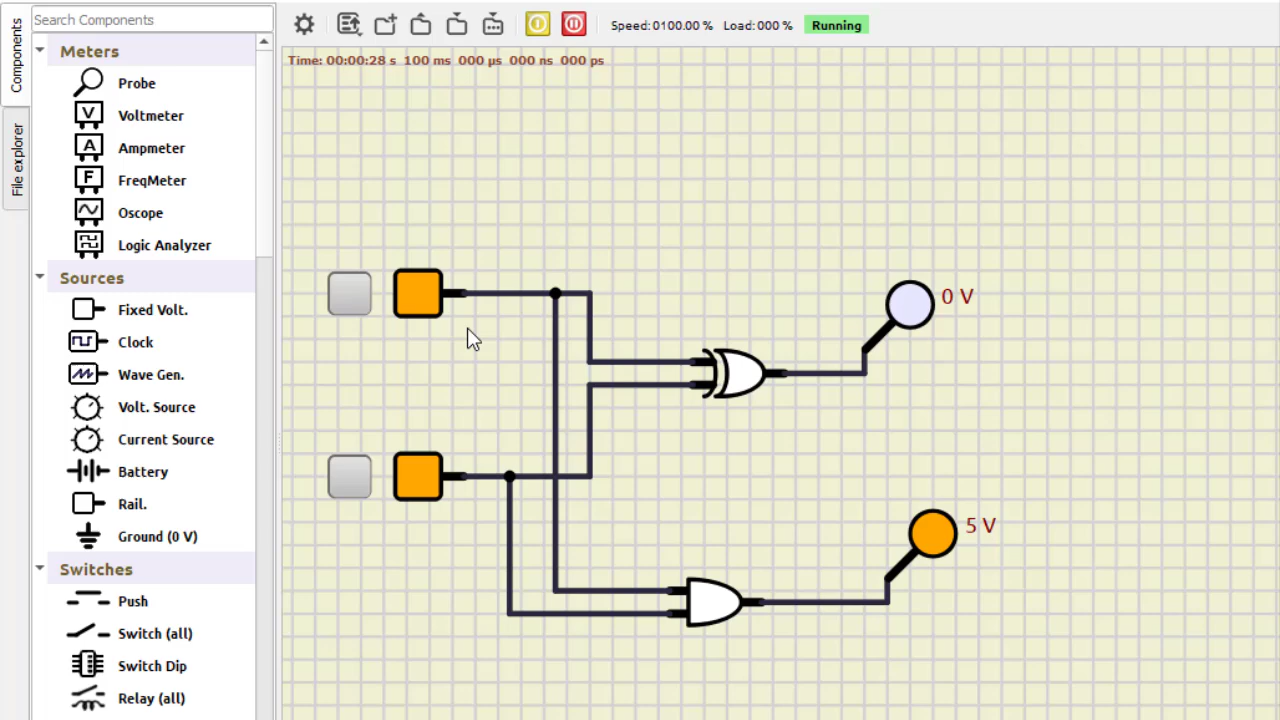 Components
File explorer
Search Components
Meters
Probe
V
Voltmeter
A
Ampmeter
F
FreqMeter
Oscope
Logic Analyzer
Sources
Fixed Volt.
Clock
Wave Gen.
Volt. Source
Current Source
Battery
Rail.
Ground (0 V)
Switches
Push
Switch (all)
Switch Dip
Relay (all)
Speed:0100.00 % Load:000 % Running
Time: 00:00:28 s 100 ms 000 µs 000 ns 000 ps
0 V
5 V